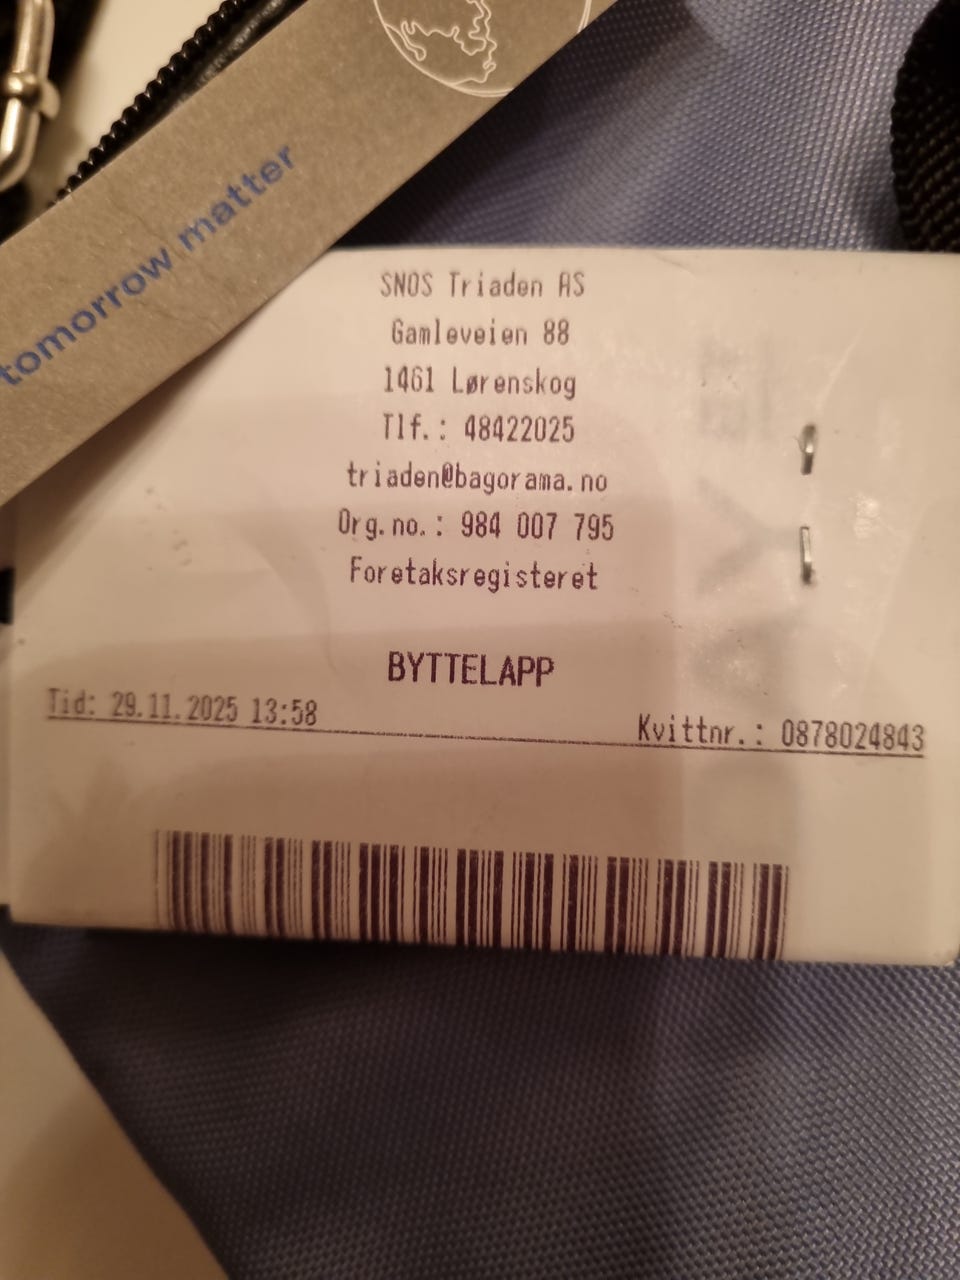 tomorrow matter
SNOS Triaden AS
Gamleveien 88
1461 Lørenskog
Tlf.: 48422025
triaden@bagorama.no
Org.no.: 984 007 795
Foretaksregisteret
BYTTELAPP
Tid: 29.11.2025 13:58 Kvittnr.: 0878024843